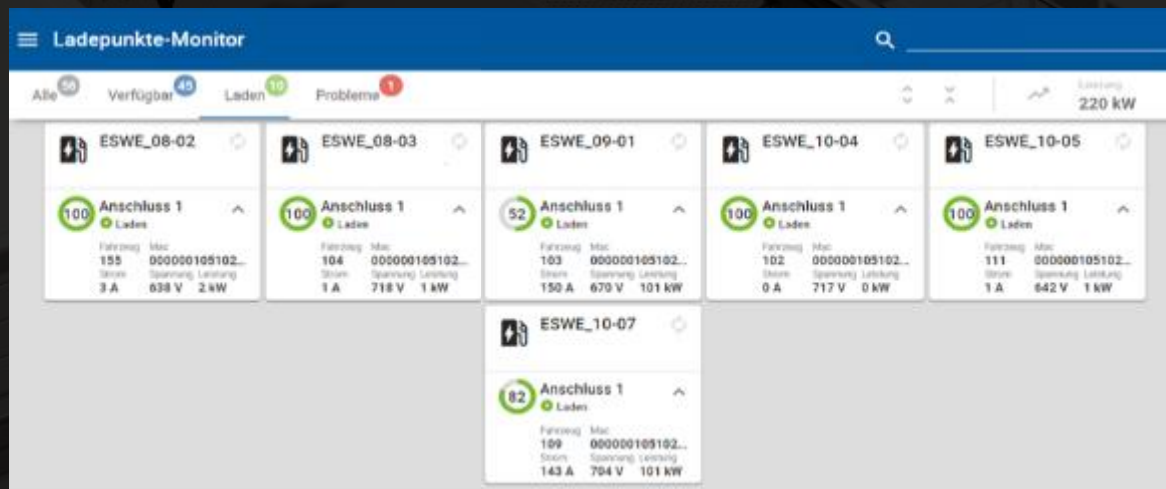 Ladepunkte-Monitor
Alle 56 Verfügbar 45 Laden 10 Probleme 1 Leistung
220 kW
ESWE_08-02
100 Anschluss 1
Laden
Fahrzeug Mac
155 000000105102...
Strom Spannung Leistung
3 A 638 V 2 kW
ESWE_08-03
100 Anschluss 1
Laden
Fahrzeug Mac
104 000000105102...
Strom Spannung Leistung
1 A 718 V 1 kW
ESWE_09-01
52 Anschluss 1
Laden
Fahrzeug Mac
103 000000105102...
Strom Spannung Leistung
150 A 670 V 101 kW
ESWE_10-04
100 Anschluss 1
Laden
Fahrzeug Mac
102 000000105102...
Strom Spannung Leistung
0 A 717 V 0 kW
ESWE_10-05
100 Anschluss 1
Laden
Fahrzeug Mac
111 000000105102...
Strom Spannung Leistung
1 A 642 V 1 kW
ESWE_10-07
82 Anschluss 1
Laden
Fahrzeug Mac
109 000000105102...
Strom Spannung Leistung
143 A 704 V 101 kW